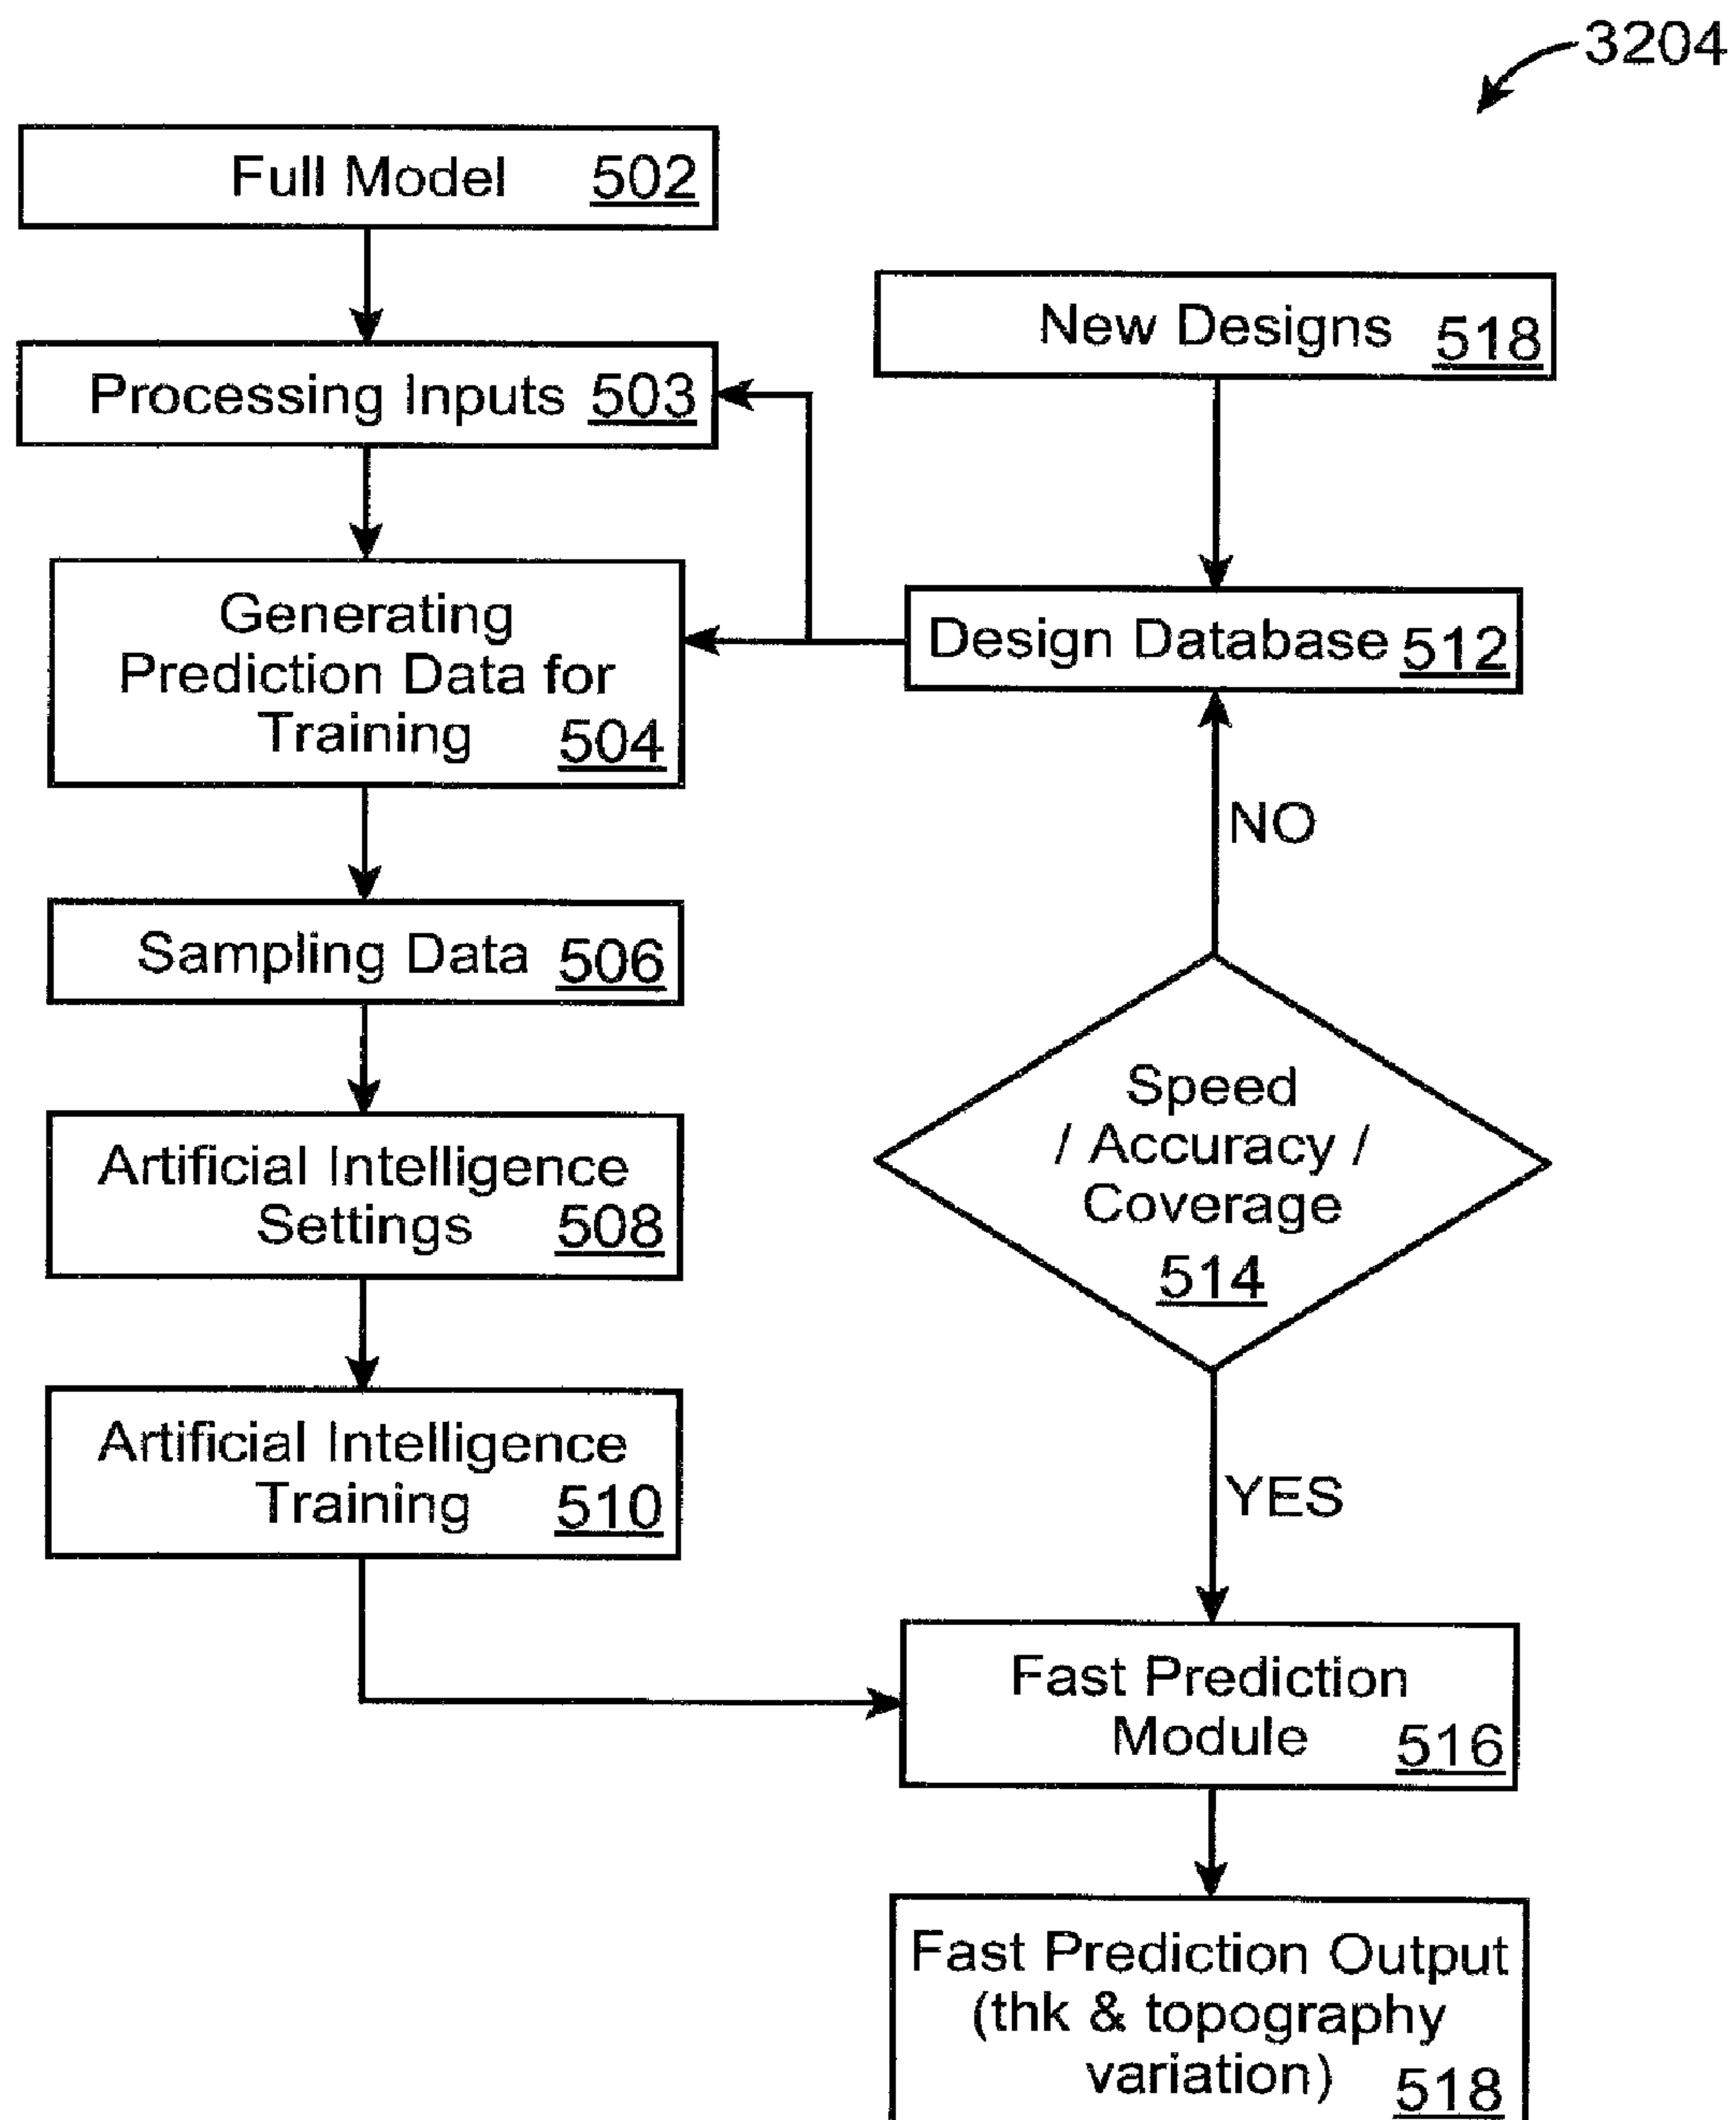 3204
Full Model 502
New Designs 518
Processing Inputs 503
Generating
Prediction Data for
Training 504
Design Database 512
NO
Sampling Data 506
Speed
/ Accuracy /
Coverage
514
Artificial Intelligence
Settings 508
Artificial Intelligence
Training 510
YES
Fast Prediction
Module 516
Fast Prediction Output
(thk & topography
variation) 518